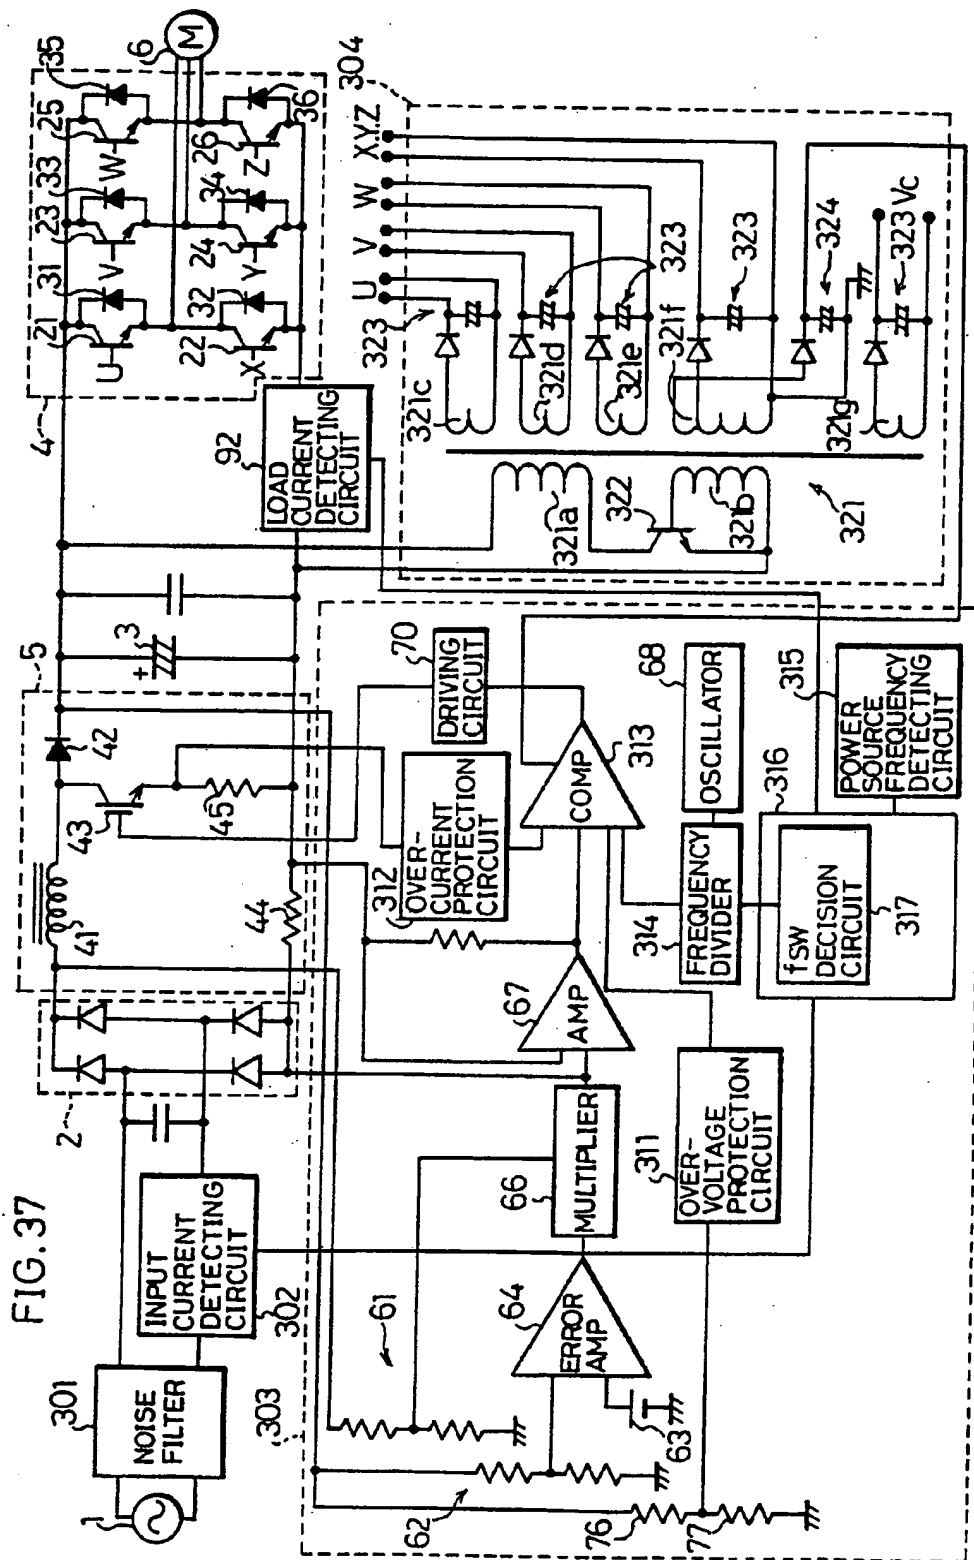 FIG. 37
1
301
NOISE
FILTER
INPUT
CURRENT
DETECTING
CIRCUIT
302
2
5
41
42
43
44
45
3
+
4
21
23
25
31
33
35
U
V
W
22
24
26
32
34
36
X
Y
Z
6
M
92
LOAD
CURRENT
DETECTING
CIRCUIT
303
61
62
63
64
ERROR
AMP
66
MULTIPLIER
67
AMP
312
OVER-
CURRENT
PROTECTION
CIRCUIT
70
DRIVING
CIRCUIT
COMP
313
311
OVER-
VOLTAGE
PROTECTION
CIRCUIT
314
FREQUENCY
DIVIDER
68
OSCILLATOR
316
fSW
DECISION
CIRCUIT
317
315
POWER
SOURCE
FREQUENCY
DETECTING
CIRCUIT
76
77
304
U
V
W
X.Y.Z
323
321c
321d
321e
323
321f
323
324
321g
323
Vc
321a
322
321b
321